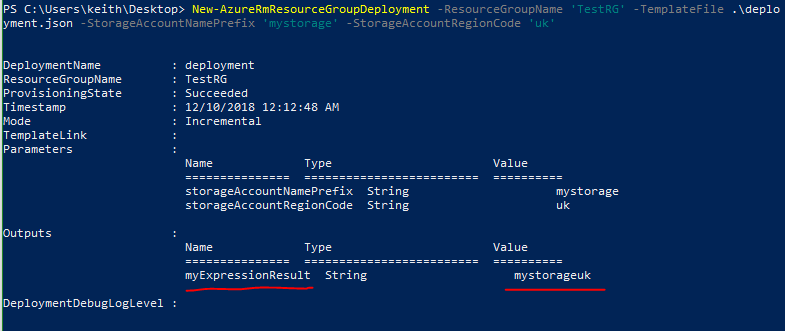 PS C:\Users\keith\Desktop> New-AzureRmResourceGroupDeployment -ResourceGroupName 'TestRG' -TemplateFile .\deplo
yment.json -StorageAccountNamePrefix 'mystorage' -StorageAccountRegionCode 'uk'
DeploymentName : deployment
ResourceGroupName : TestRG
ProvisioningState : Succeeded
Timestamp : 12/10/2018 12:12:48 AM
Mode : Incremental
TemplateLink :
Parameters :
Name Type Value
=============== ========================= ==========
storageAccountNamePrefix String mystorage
storageAccountRegionCode String uk
Outputs :
Name Type Value
=============== ========================= ==========
myExpressionResult String mystorageuk
DeploymentDebugLogLevel :